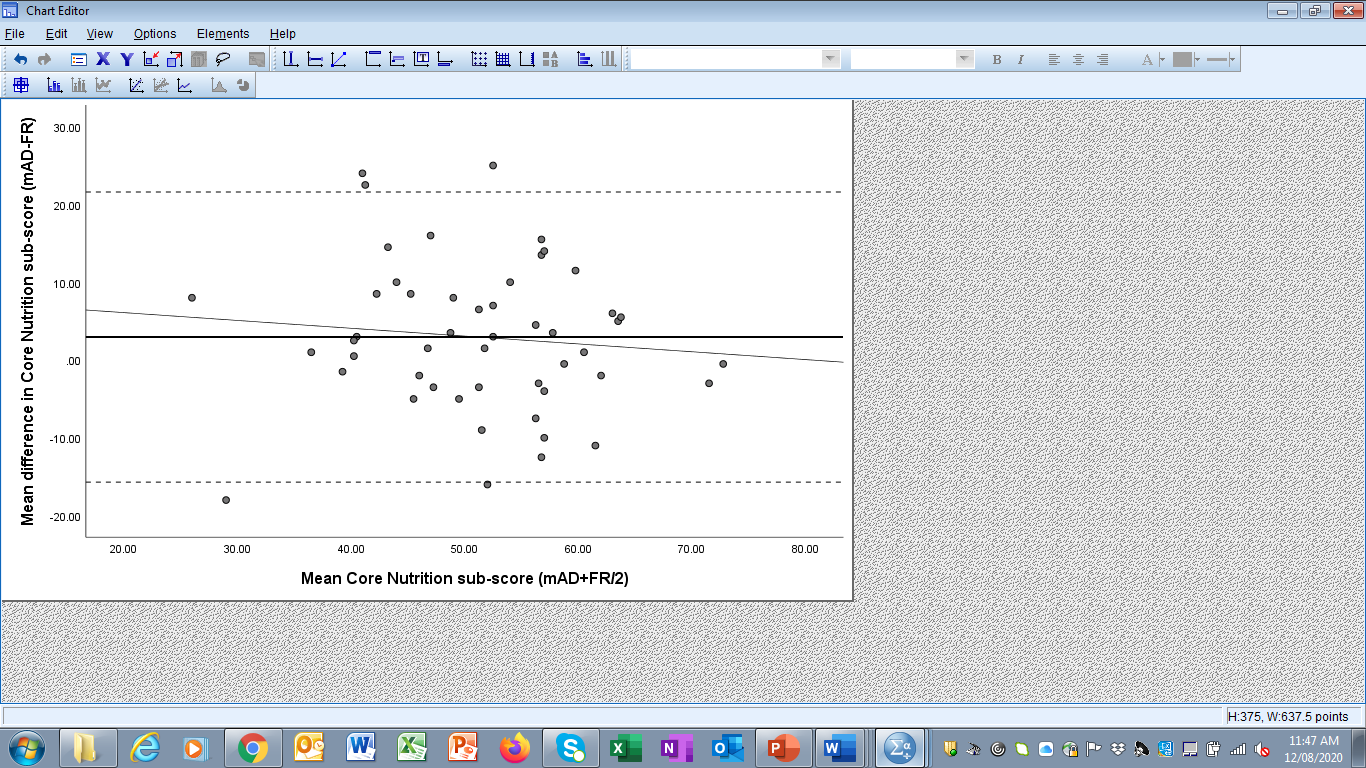 Chart Editor
File Edit View Options Elements Help
X Y
B I A
Mean difference in Core Nutrition sub-score (mAD-FR)
30.00
20.00
10.00
.00
-10.00
-20.00
20.00 30.00 40.00 50.00 60.00 70.00 80.00
Mean Core Nutrition sub-score (mAD+FR/2)
H:375, W:637.5 points
11:47 AM
12/08/2020